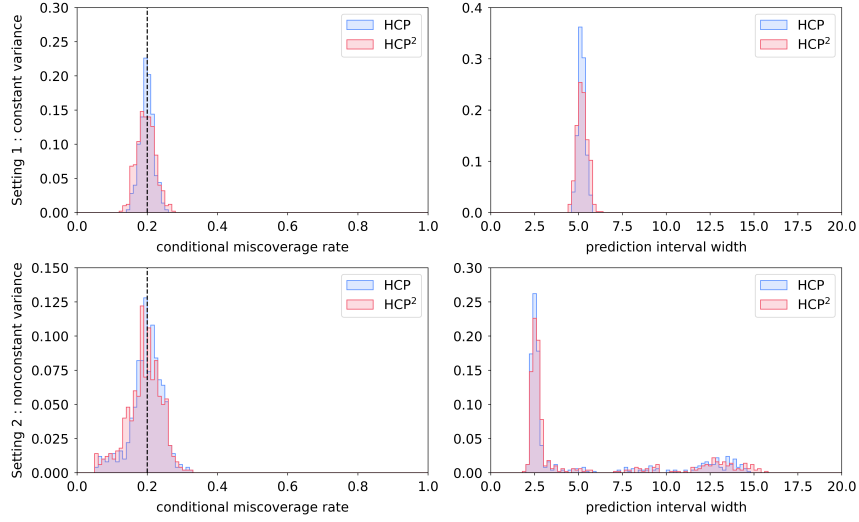 Setting 1 : constant variance
0.30
0.25
0.20
0.15
0.10
0.05
0.00
HCP
HCP²
0.0 0.2 0.4 0.6 0.8 1.0
conditional miscoverage rate
0.4
0.3
0.2
0.1
0.0
HCP
HCP²
0.0 2.5 5.0 7.5 10.0 12.5 15.0 17.5 20.0
prediction interval width
Setting 2 : nonconstant variance
0.150
0.125
0.100
0.075
0.050
0.025
0.000
HCP
HCP²
0.0 0.2 0.4 0.6 0.8 1.0
conditional miscoverage rate
0.30
0.25
0.20
0.15
0.10
0.05
0.00
HCP
HCP²
0.0 2.5 5.0 7.5 10.0 12.5 15.0 17.5 20.0
prediction interval width